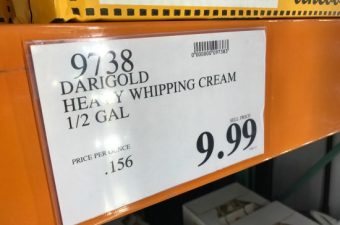 9738
DARIGOLD
HEAVY WHIPPING CREAM
1/2 GAL
PRICE PER OUNCE
.156
SELL PRICE
9.99